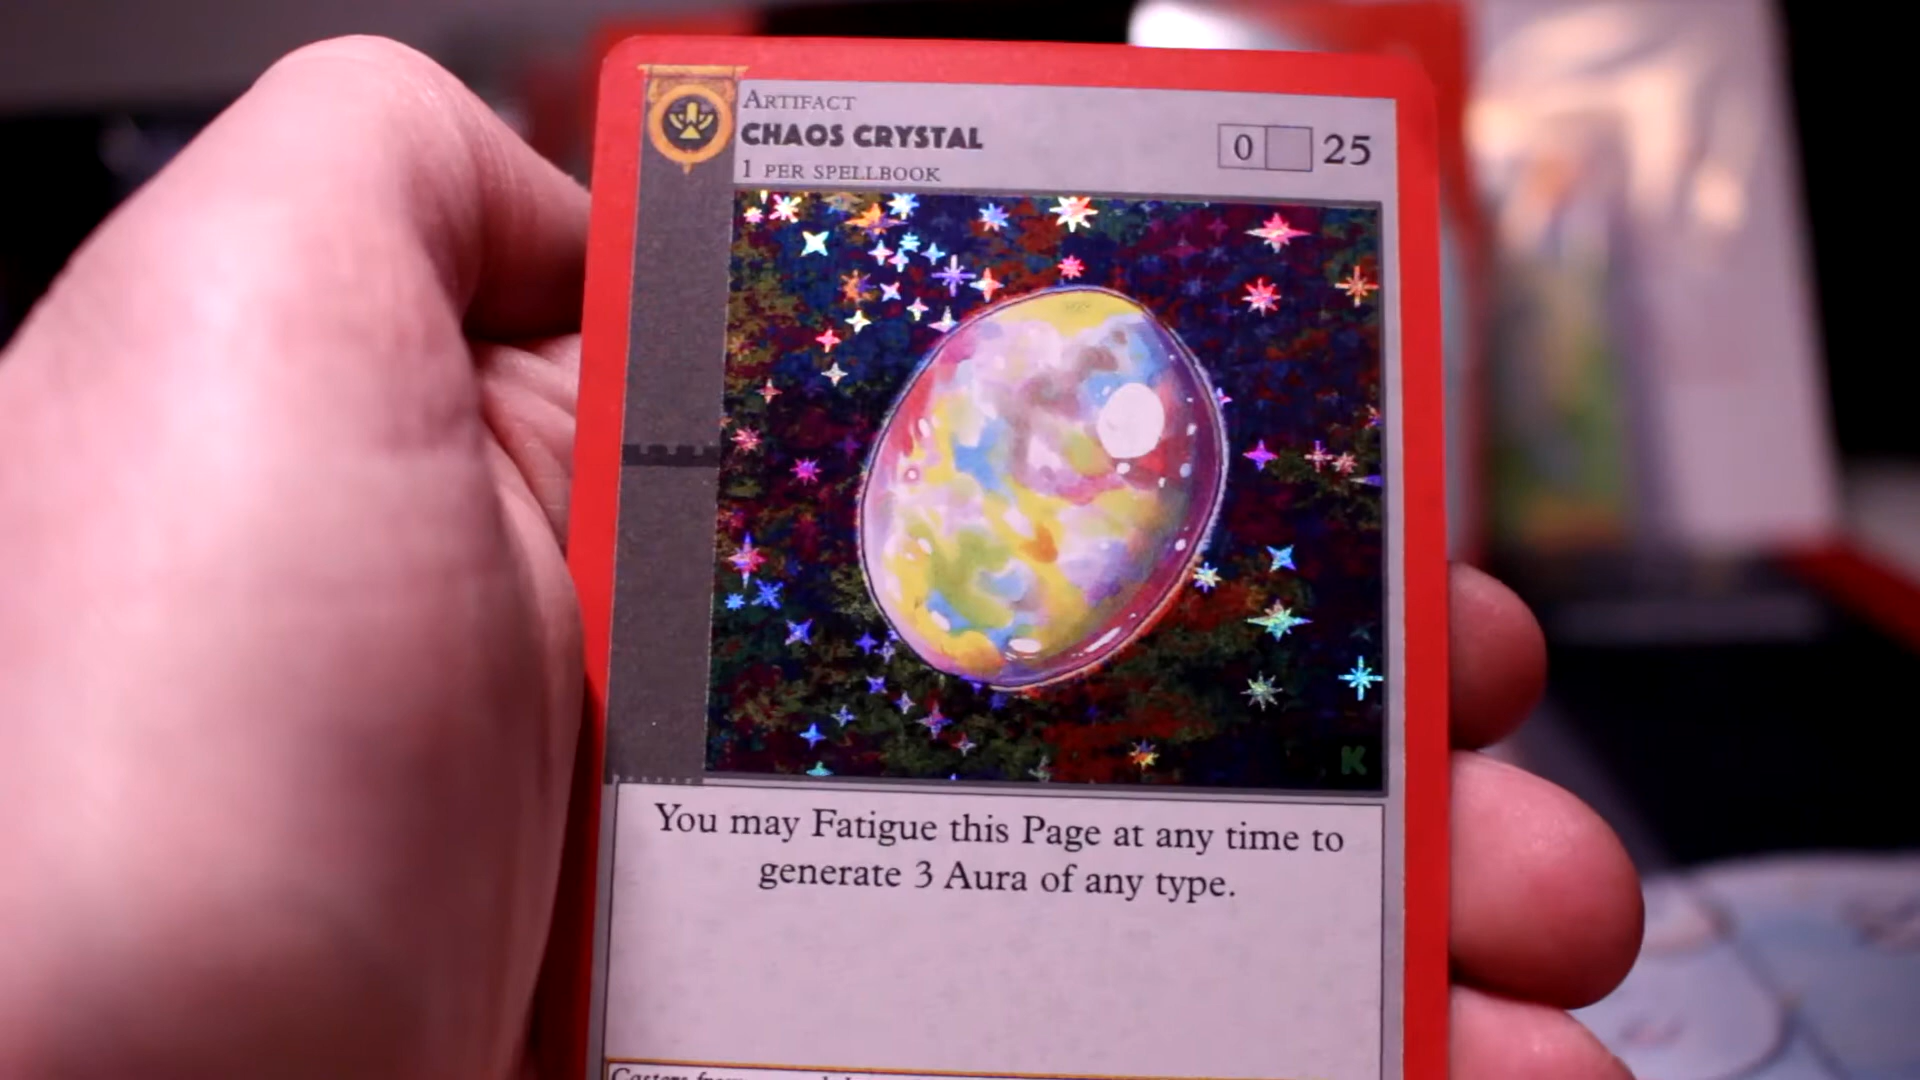 ARTIFACT
CHAOS CRYSTAL
1 PER SPELLBOOK
0 25
K
You may Fatigue this Page at any time to
generate 3 Aura of any type.
Casters